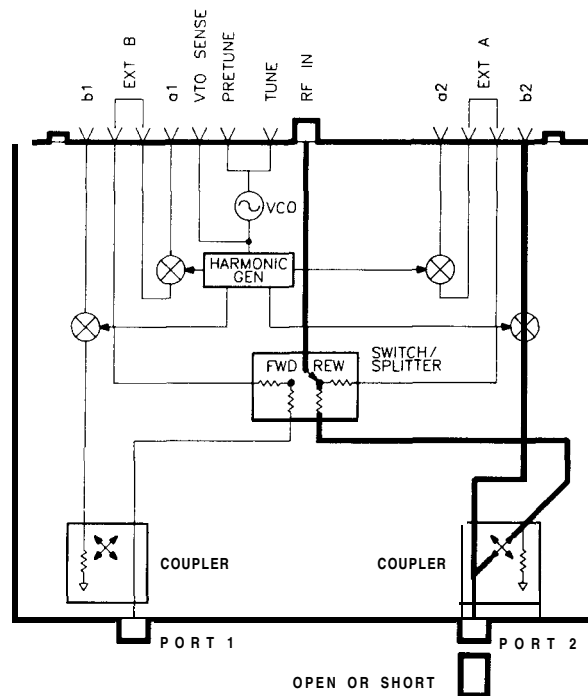 b1
EXT B
a1
VTO SENSE
PRETUNE
TUNE
RF IN
a2
EXT A
b2
VCO
HARMONIC
GEN
FWD
REW
SWITCH/
SPLITTER
COUPLER
COUPLER
PORT 1
PORT 2
OPEN OR SHORT